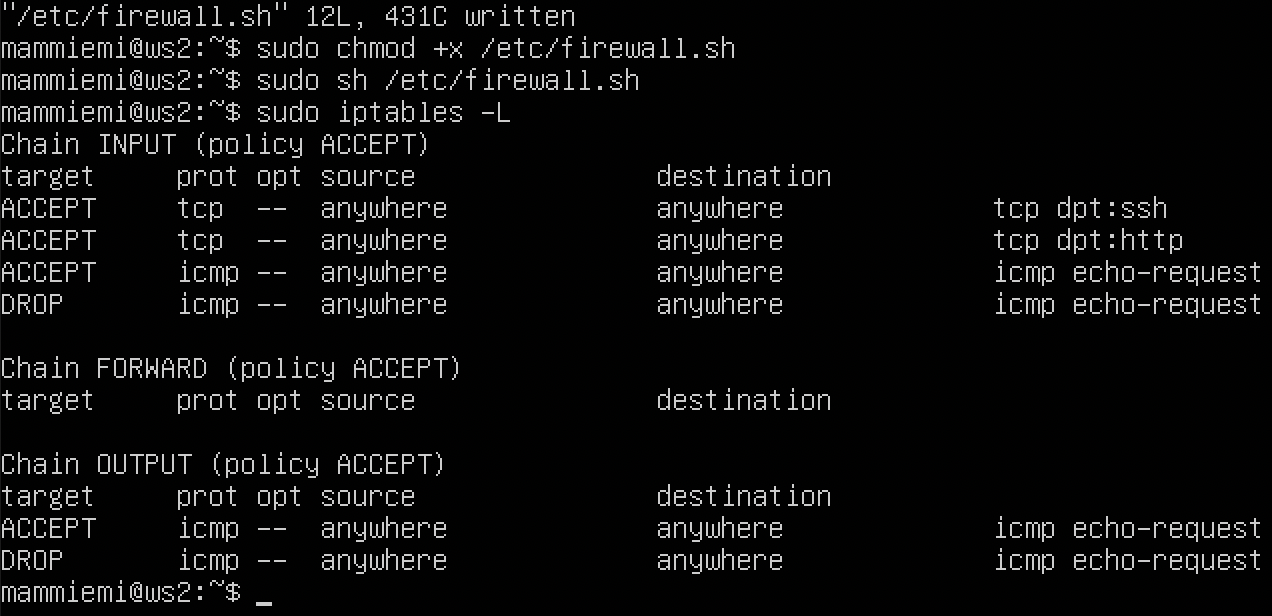 "/etc/firewall.sh" 12L, 431C written
mammiemi@ws2:~$ sudo chmod +x /etc/firewall.sh
mammiemi@ws2:~$ sudo sh /etc/firewall.sh
mammiemi@ws2:~$ sudo iptables -L
Chain INPUT (policy ACCEPT)
target     prot opt source               destination
ACCEPT     tcp  --  anywhere             anywhere             tcp dpt:ssh
ACCEPT     tcp  --  anywhere             anywhere             tcp dpt:http
ACCEPT     icmp --  anywhere             anywhere             icmp echo-request
DROP       icmp --  anywhere             anywhere             icmp echo-request

Chain FORWARD (policy ACCEPT)
target     prot opt source               destination

Chain OUTPUT (policy ACCEPT)
target     prot opt source               destination
ACCEPT     icmp --  anywhere             anywhere             icmp echo-request
DROP       icmp --  anywhere             anywhere             icmp echo-request
mammiemi@ws2:~$ _